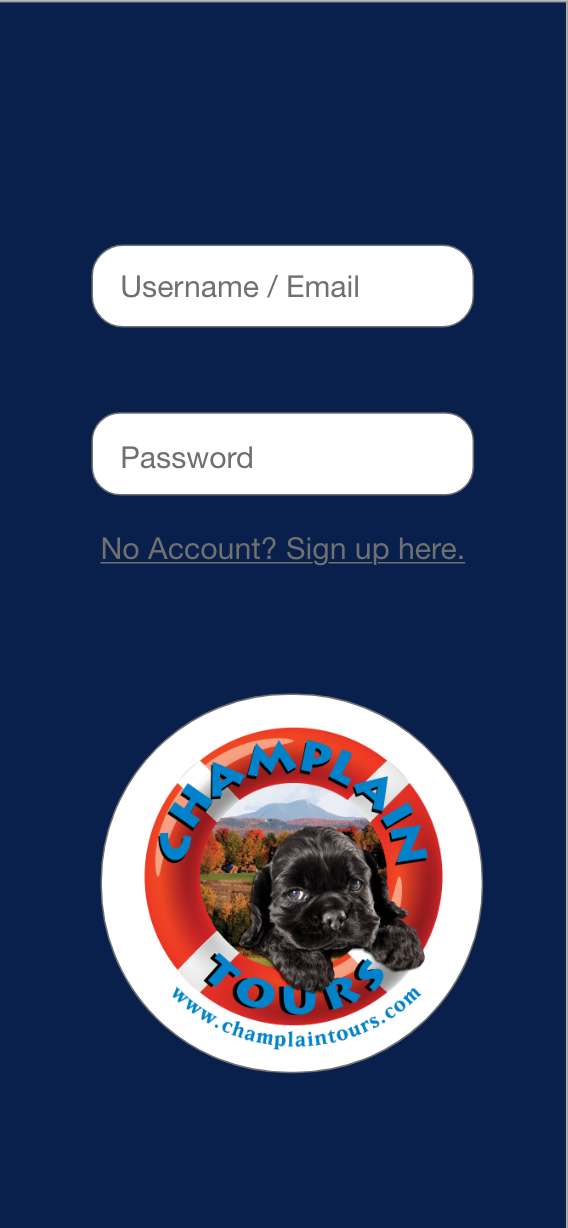 Username / Email
Password
No Account? Sign up here.
CHAMPLAIN
TOURS
www.champlaintours.com